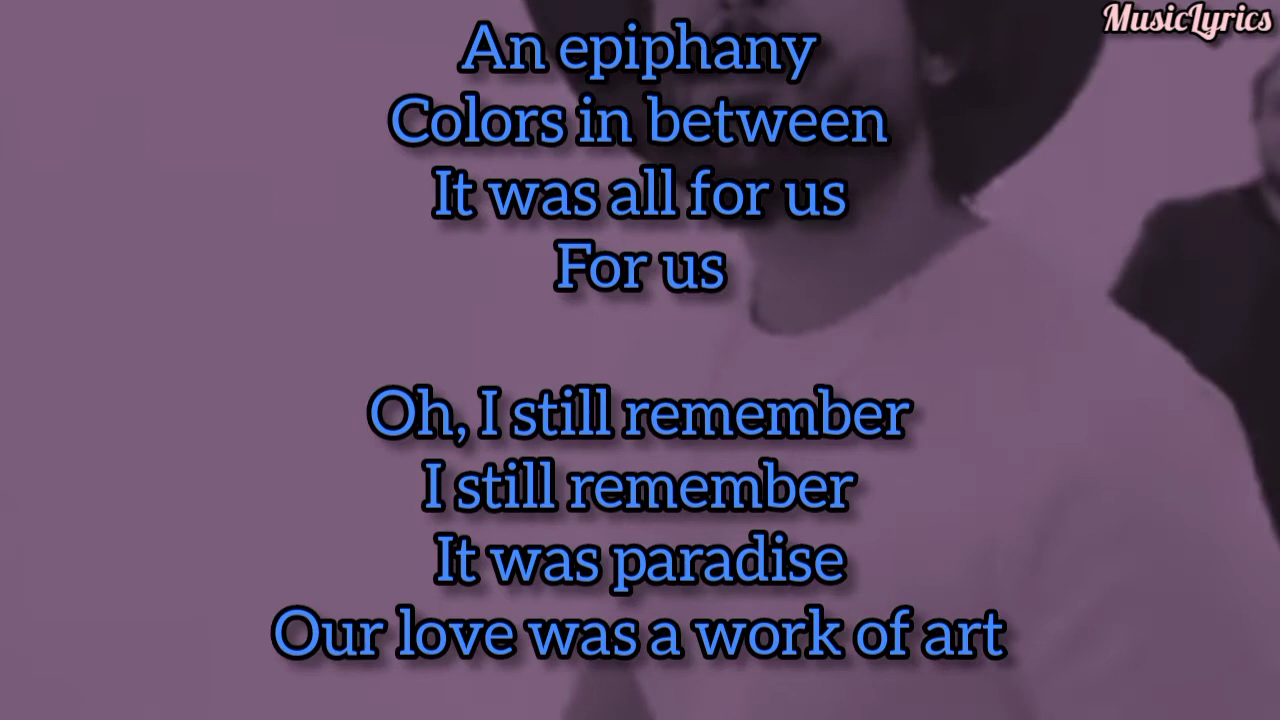 MusicLyrics
An epiphany
Colors in between
It was all for us
For us
Oh, I still remember
I still remember
It was paradise
Our love was a work of art